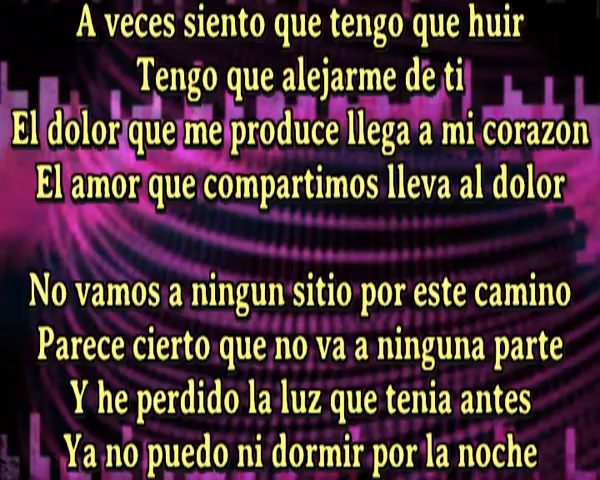 A veces siento que tengo que huir
Tengo que alejarme de ti
El dolor que me produce llega a mi corazon
El amor que compartimos lleva al dolor
No vamos a ningun sitio por este camino
Parece cierto que no va a ninguna parte
Y he perdido la luz que tenia antes
Ya no puedo ni dormir por la noche